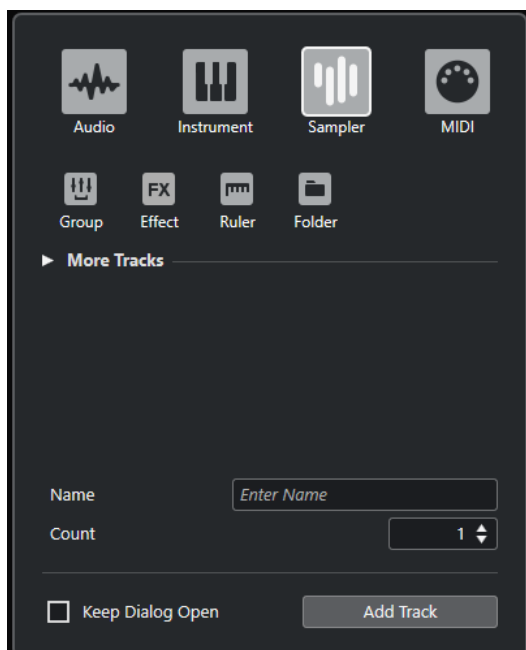 Audio Instrument Sampler MIDI
FX
Group Effect Ruler Folder
More Tracks
Name Enter Name
Count 1
Keep Dialog Open Add Track